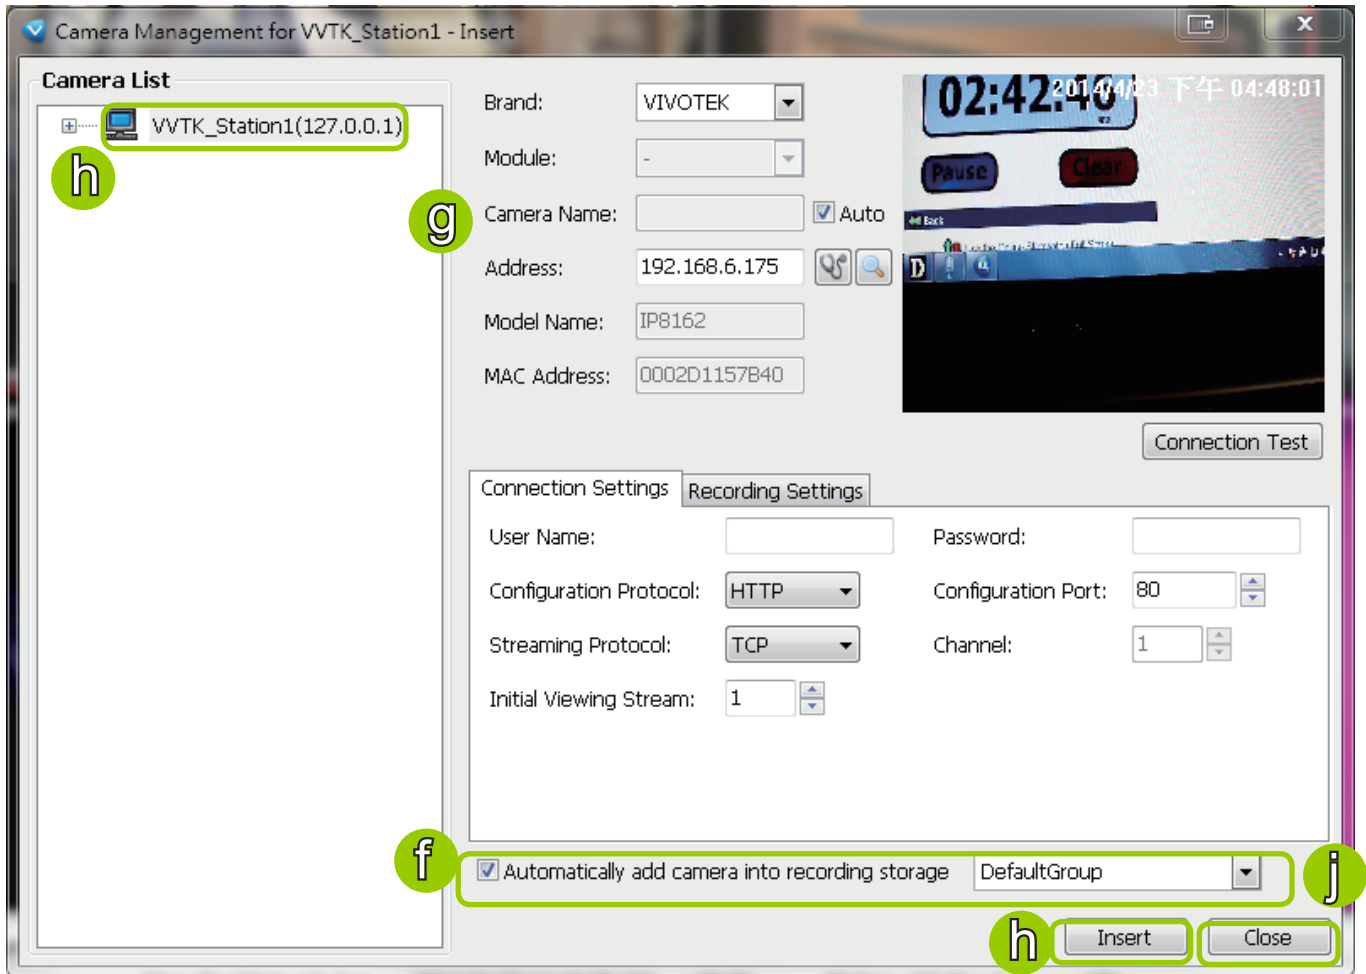 Camera Management for VVTK_Station1 - Insert
X
Camera List
VVTK_Station1(127.0.0.1)
h
Brand:
VIVOTEK
Module:
-
g
Camera Name:
Auto
Address:
192.168.6.175
Model Name:
IP8162
MAC Address:
0002D1157B40
02:42:46
2014/4/23 下午 04:48:01
Pause
Clear
Back
D
Connection Test
Connection Settings
Recording Settings
User Name:
Password:
Configuration Protocol:
HTTP
Configuration Port:
80
Streaming Protocol:
TCP
Channel:
1
Initial Viewing Stream:
1
f
Automatically add camera into recording storage
DefaultGroup
j
h
Insert
Close